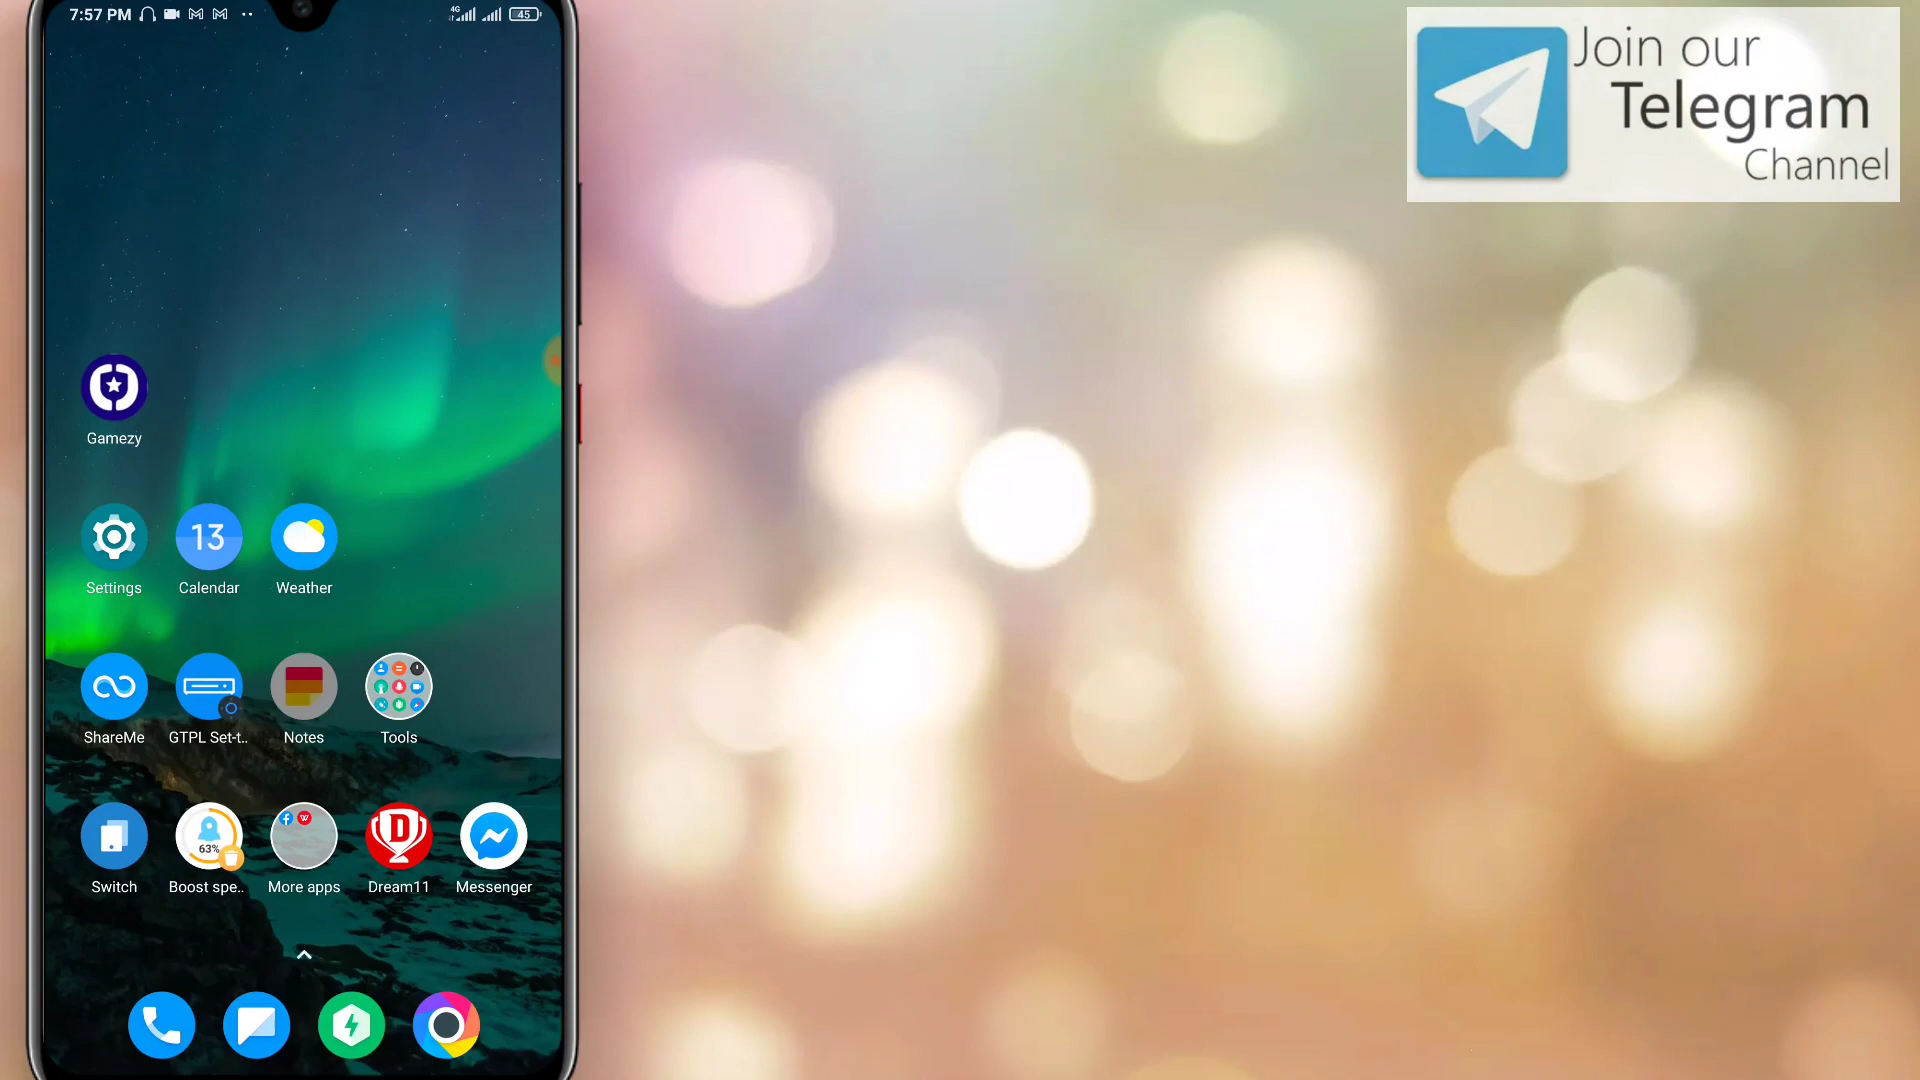 7:57 PM
4G
45
Join our
Telegram
Channel
Gamezy
13
Settings
Calendar
Weather
ShareMe
GTPL Set-t..
Notes
Tools
63%
D
Switch
Boost spe..
More apps
Dream11
Messenger